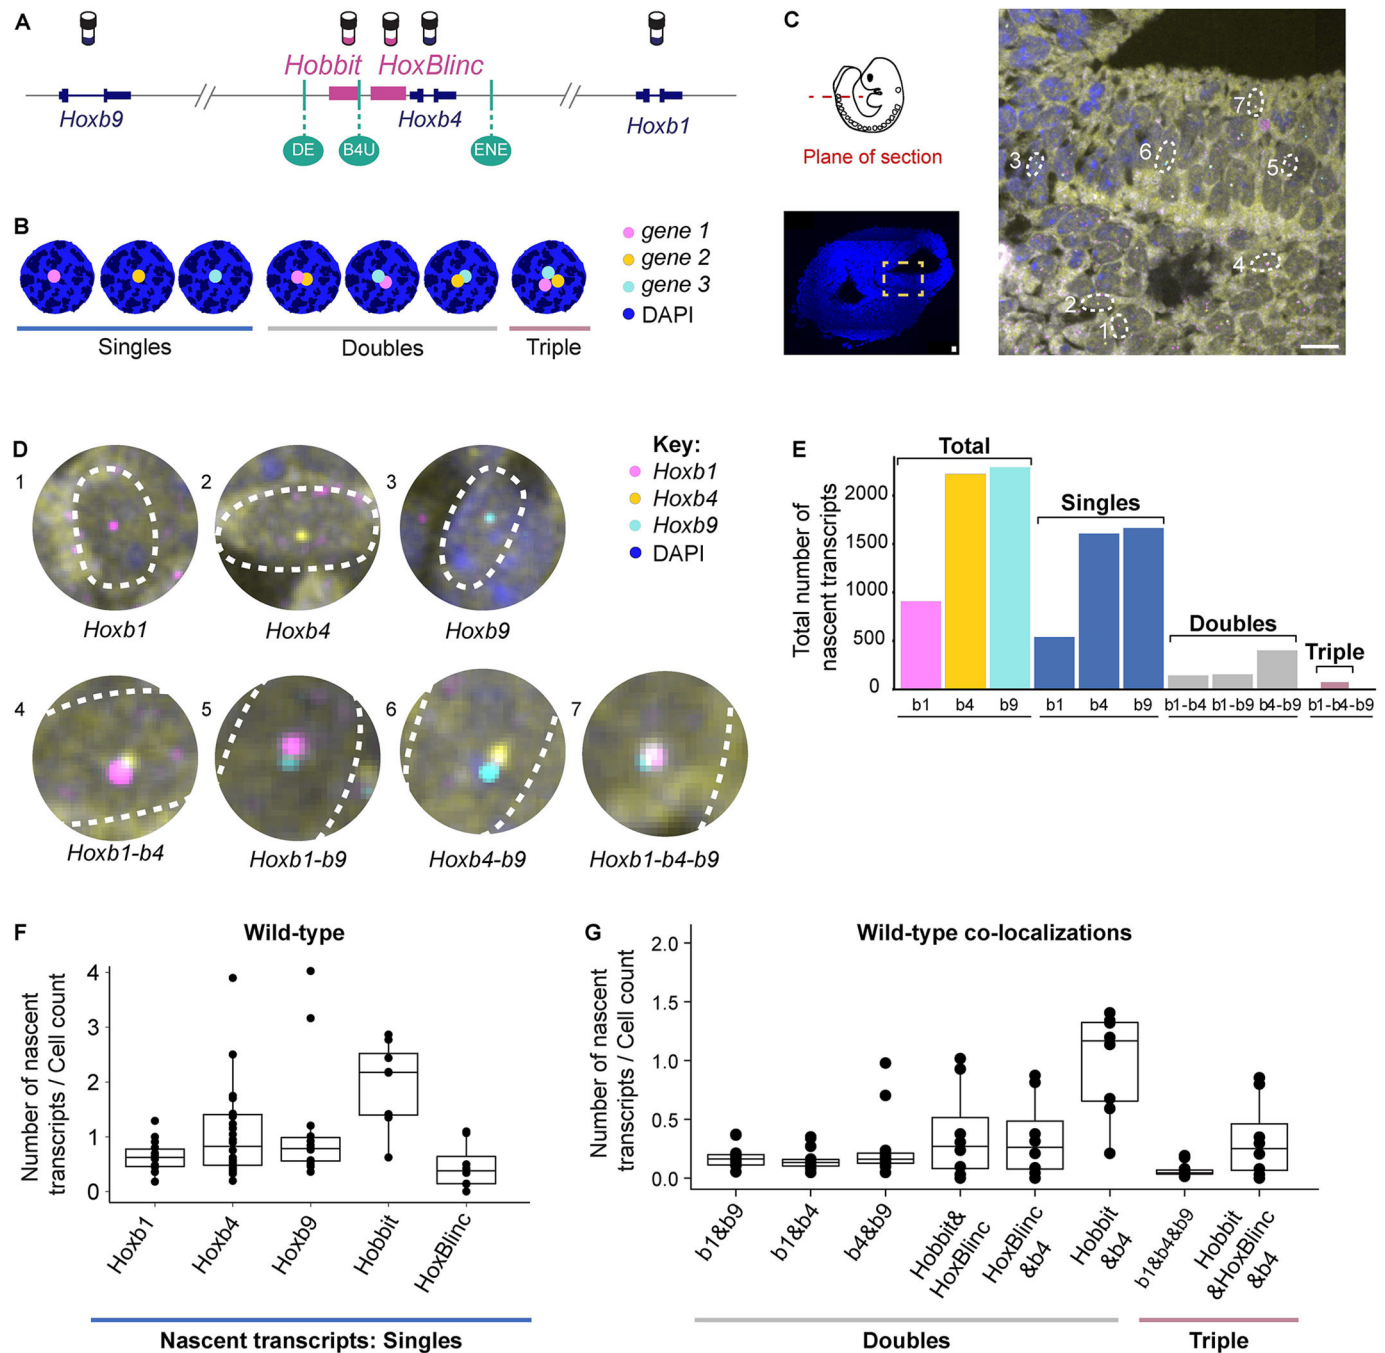 A
Hobbit HoxBlinc
Hoxb9
Hoxb4
Hoxb1
DE B4U ENE
B
gene 1
gene 2
gene 3
DAPI
Singles Doubles Triple
C
Plane of section
7
3 6 5
4
2
1
D
1 2 3
Hoxb1 Hoxb4 Hoxb9
Key:
Hoxb1
Hoxb4
Hoxb9
DAPI
4 5 6 7
Hoxb1-b4 Hoxb1-b9 Hoxb4-b9 Hoxb1-b4-b9
E
Total number of
nascent transcripts
2000
1500
1000
500
0
Total
Singles
Doubles
Triple
b1 b4 b9 b1 b4 b9 b1-b4 b1-b9 b4-b9 b1-b4-b9
F
Wild-type
Number of nascent
transcripts / Cell count
4
3
2
1
0
Hoxb1
Hoxb4
Hoxb9
Hobbit
HoxBlinc
Nascent transcripts: Singles
G
Wild-type co-localizations
Number of nascent
transcripts / Cell count
2.0
1.5
1.0
0.5
0.0
b1&b9
b1&b4
b4&b9
Hobbit&
HoxBlinc
HoxBlinc
&b4
Hobbit
&b4
b1&b4&b9
Hobbit
&HoxBlinc
&b4
Doubles
Triple